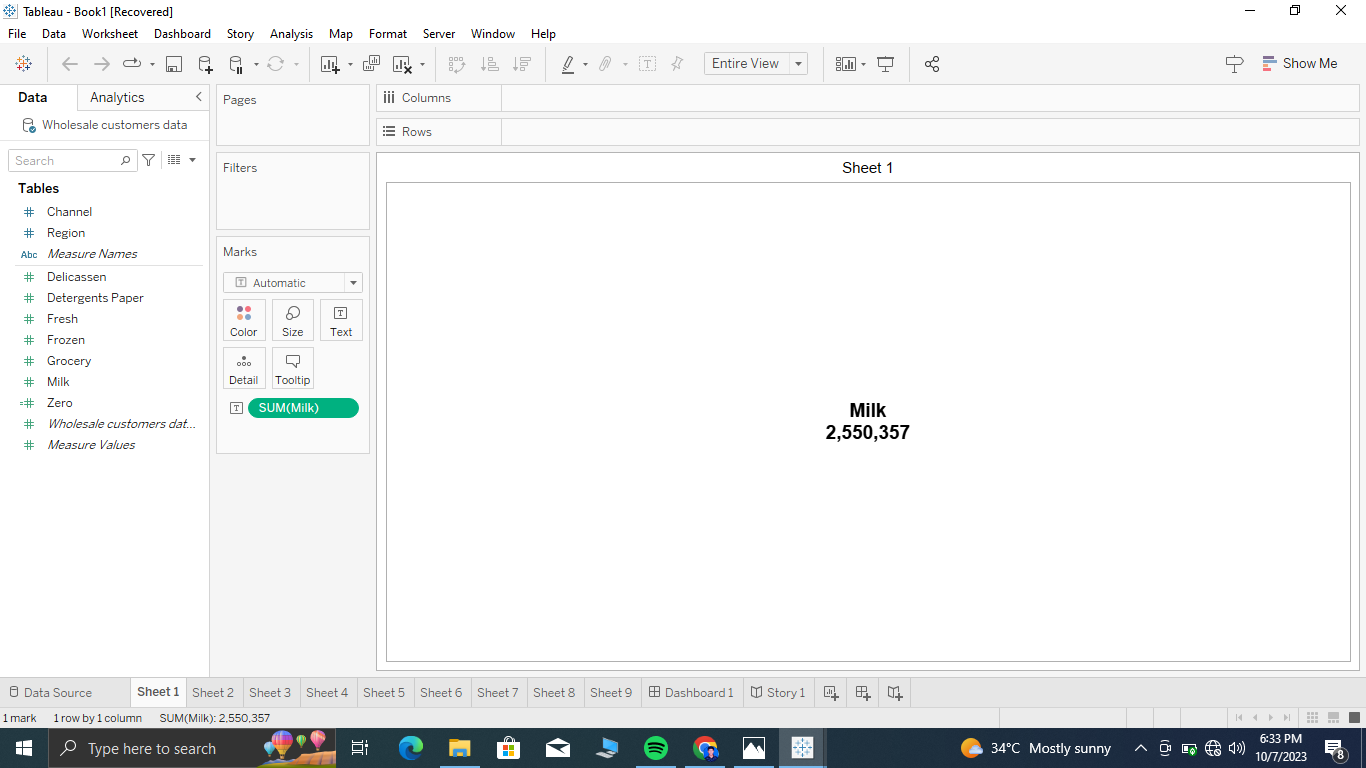 Tableau - Book1 [Recovered]
File Data Worksheet Dashboard Story Analysis Map Format Server Window Help
Entire View
Show Me
Data Analytics
Wholesale customers data
Search
Tables
Channel
Region
Abc Measure Names
Delicassen
Detergents Paper
Fresh
Frozen
Grocery
Milk
Zero
Wholesale customers dat...
Measure Values
Pages
Filters
Marks
T Automatic
Color Size Text
Detail Tooltip
T SUM(Milk)
Columns
Rows
Sheet 1
Milk
2,550,357
Data Source Sheet 1 Sheet 2 Sheet 3 Sheet 4 Sheet 5 Sheet 6 Sheet 7 Sheet 8 Sheet 9 Dashboard 1 Story 1
1 mark 1 row by 1 column SUM(Milk): 2,550,357
Type here to search
34°C Mostly sunny
6:33 PM
10/7/2023
8